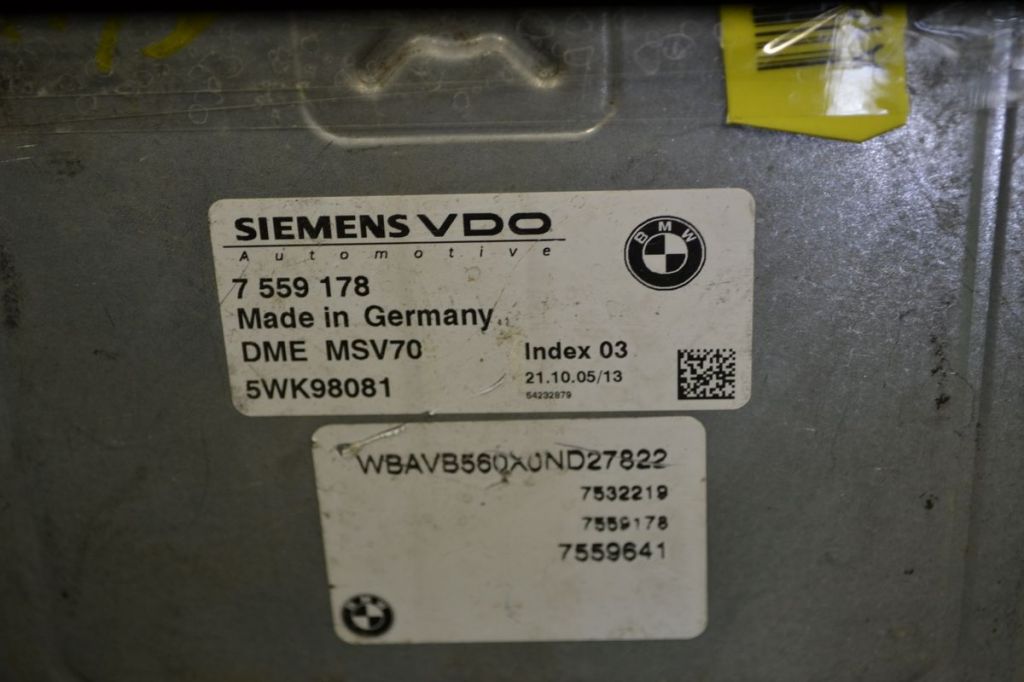 SIEMENS VDO
Automotive
BMW
7 559 178
Made in Germany
DME MSV70
Index 03
5WK98081
21.10.05/13
54232879
WBAVB560X0ND27822
7532219
7559178
7559641
BMW